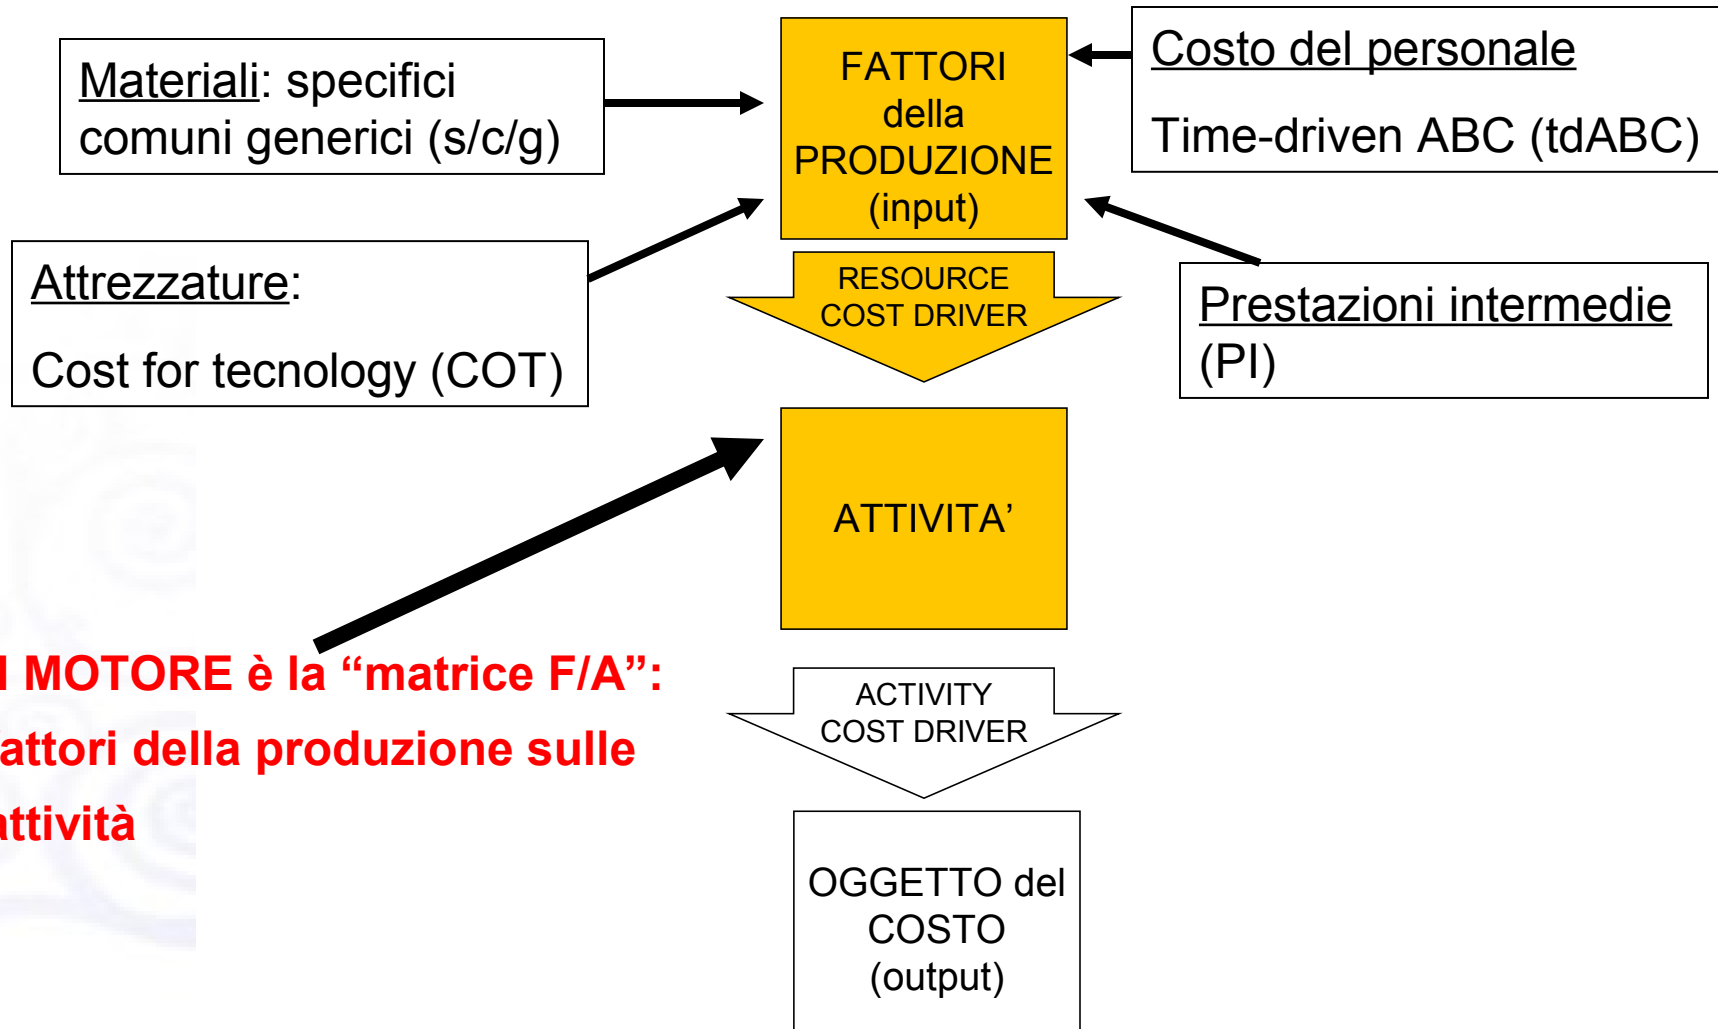 Materiali: specifici
comuni generici (s/c/g)
FATTORI
della
PRODUZIONE
(input)
Costo del personale
Time-driven ABC (tdABC)
Attrezzature:
Cost for tecnology (COT)
RESOURCE
COST DRIVER
Prestazioni intermedie
(PI)
ATTIVITA’
MOTORE è la “matrice F/A”:
attori della produzione sulle
attività
ACTIVITY
COST DRIVER
OGGETTO del
COSTO
(output)